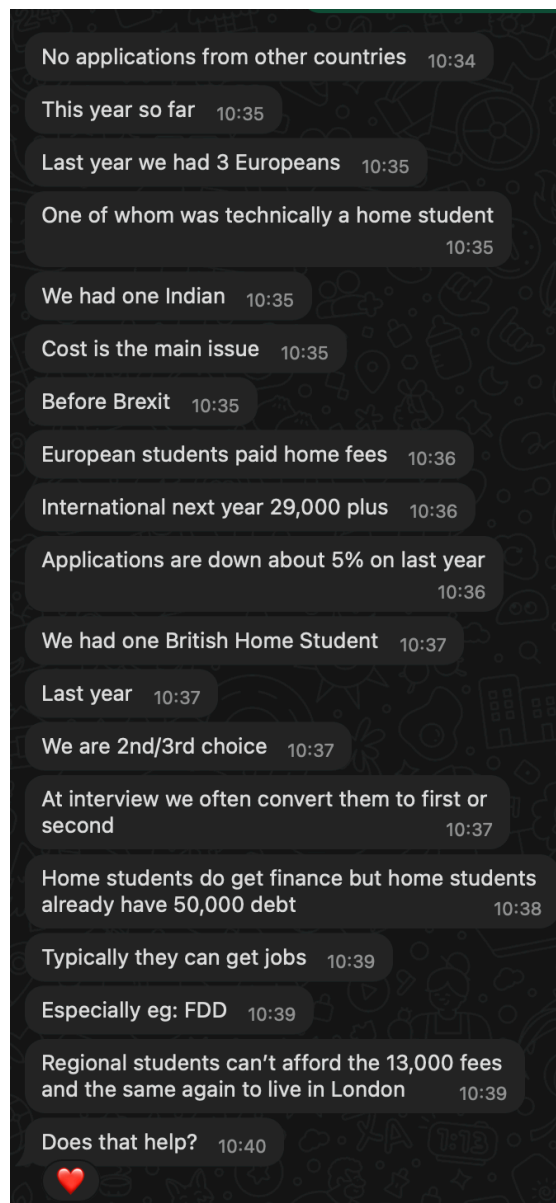 No applications from other countries 10:34
This year so far 10:35
Last year we had 3 Europeans 10:35
One of whom was technically a home student
10:35
We had one Indian 10:35
Cost is the main issue 10:35
Before Brexit 10:35
European students paid home fees 10:36
International next year 29,000 plus 10:36
Applications are down about 5% on last year
10:36
We had one British Home Student 10:37
Last year 10:37
We are 2nd/3rd choice 10:37
At interview we often convert them to first or
second 10:37
Home students do get finance but home students
already have 50,000 debt 10:38
Typically they can get jobs 10:39
Especially eg: FDD 10:39
Regional students can’t afford the 13,000 fees
and the same again to live in London 10:39
Does that help? 10:40